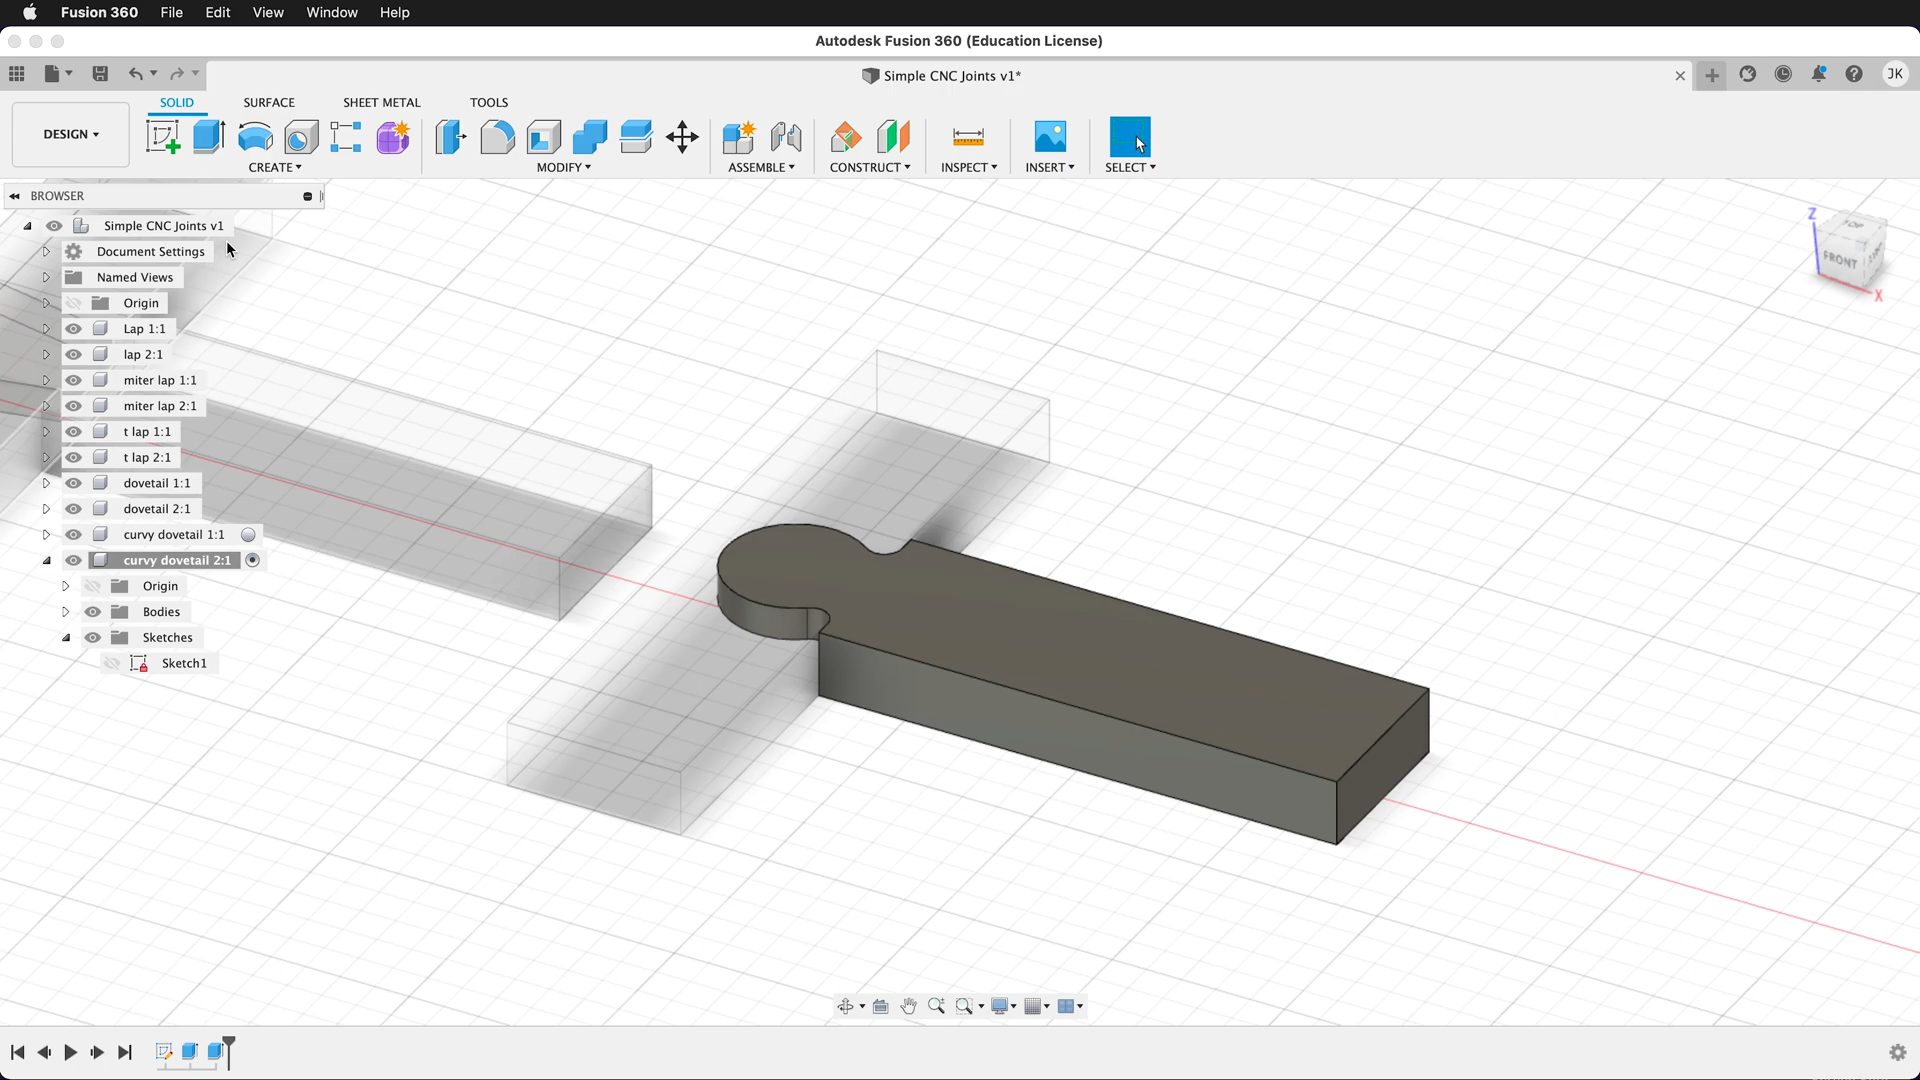 Fusion 360 File Edit View Window Help
Autodesk Fusion 360 (Education License)
Simple CNC Joints v1*
JK
SOLID SURFACE SHEET METAL TOOLS
DESIGN
CREATE MODIFY ASSEMBLE CONSTRUCT INSPECT INSERT SELECT
BROWSER
Simple CNC Joints v1
Document Settings
Named Views
Origin
Lap 1:1
lap 2:1
miter lap 1:1
miter lap 2:1
t lap 1:1
t lap 2:1
dovetail 1:1
dovetail 2:1
curvy dovetail 1:1
curvy dovetail 2:1
Origin
Bodies
Sketches
Sketch1
Z
TOP
FRONT
X